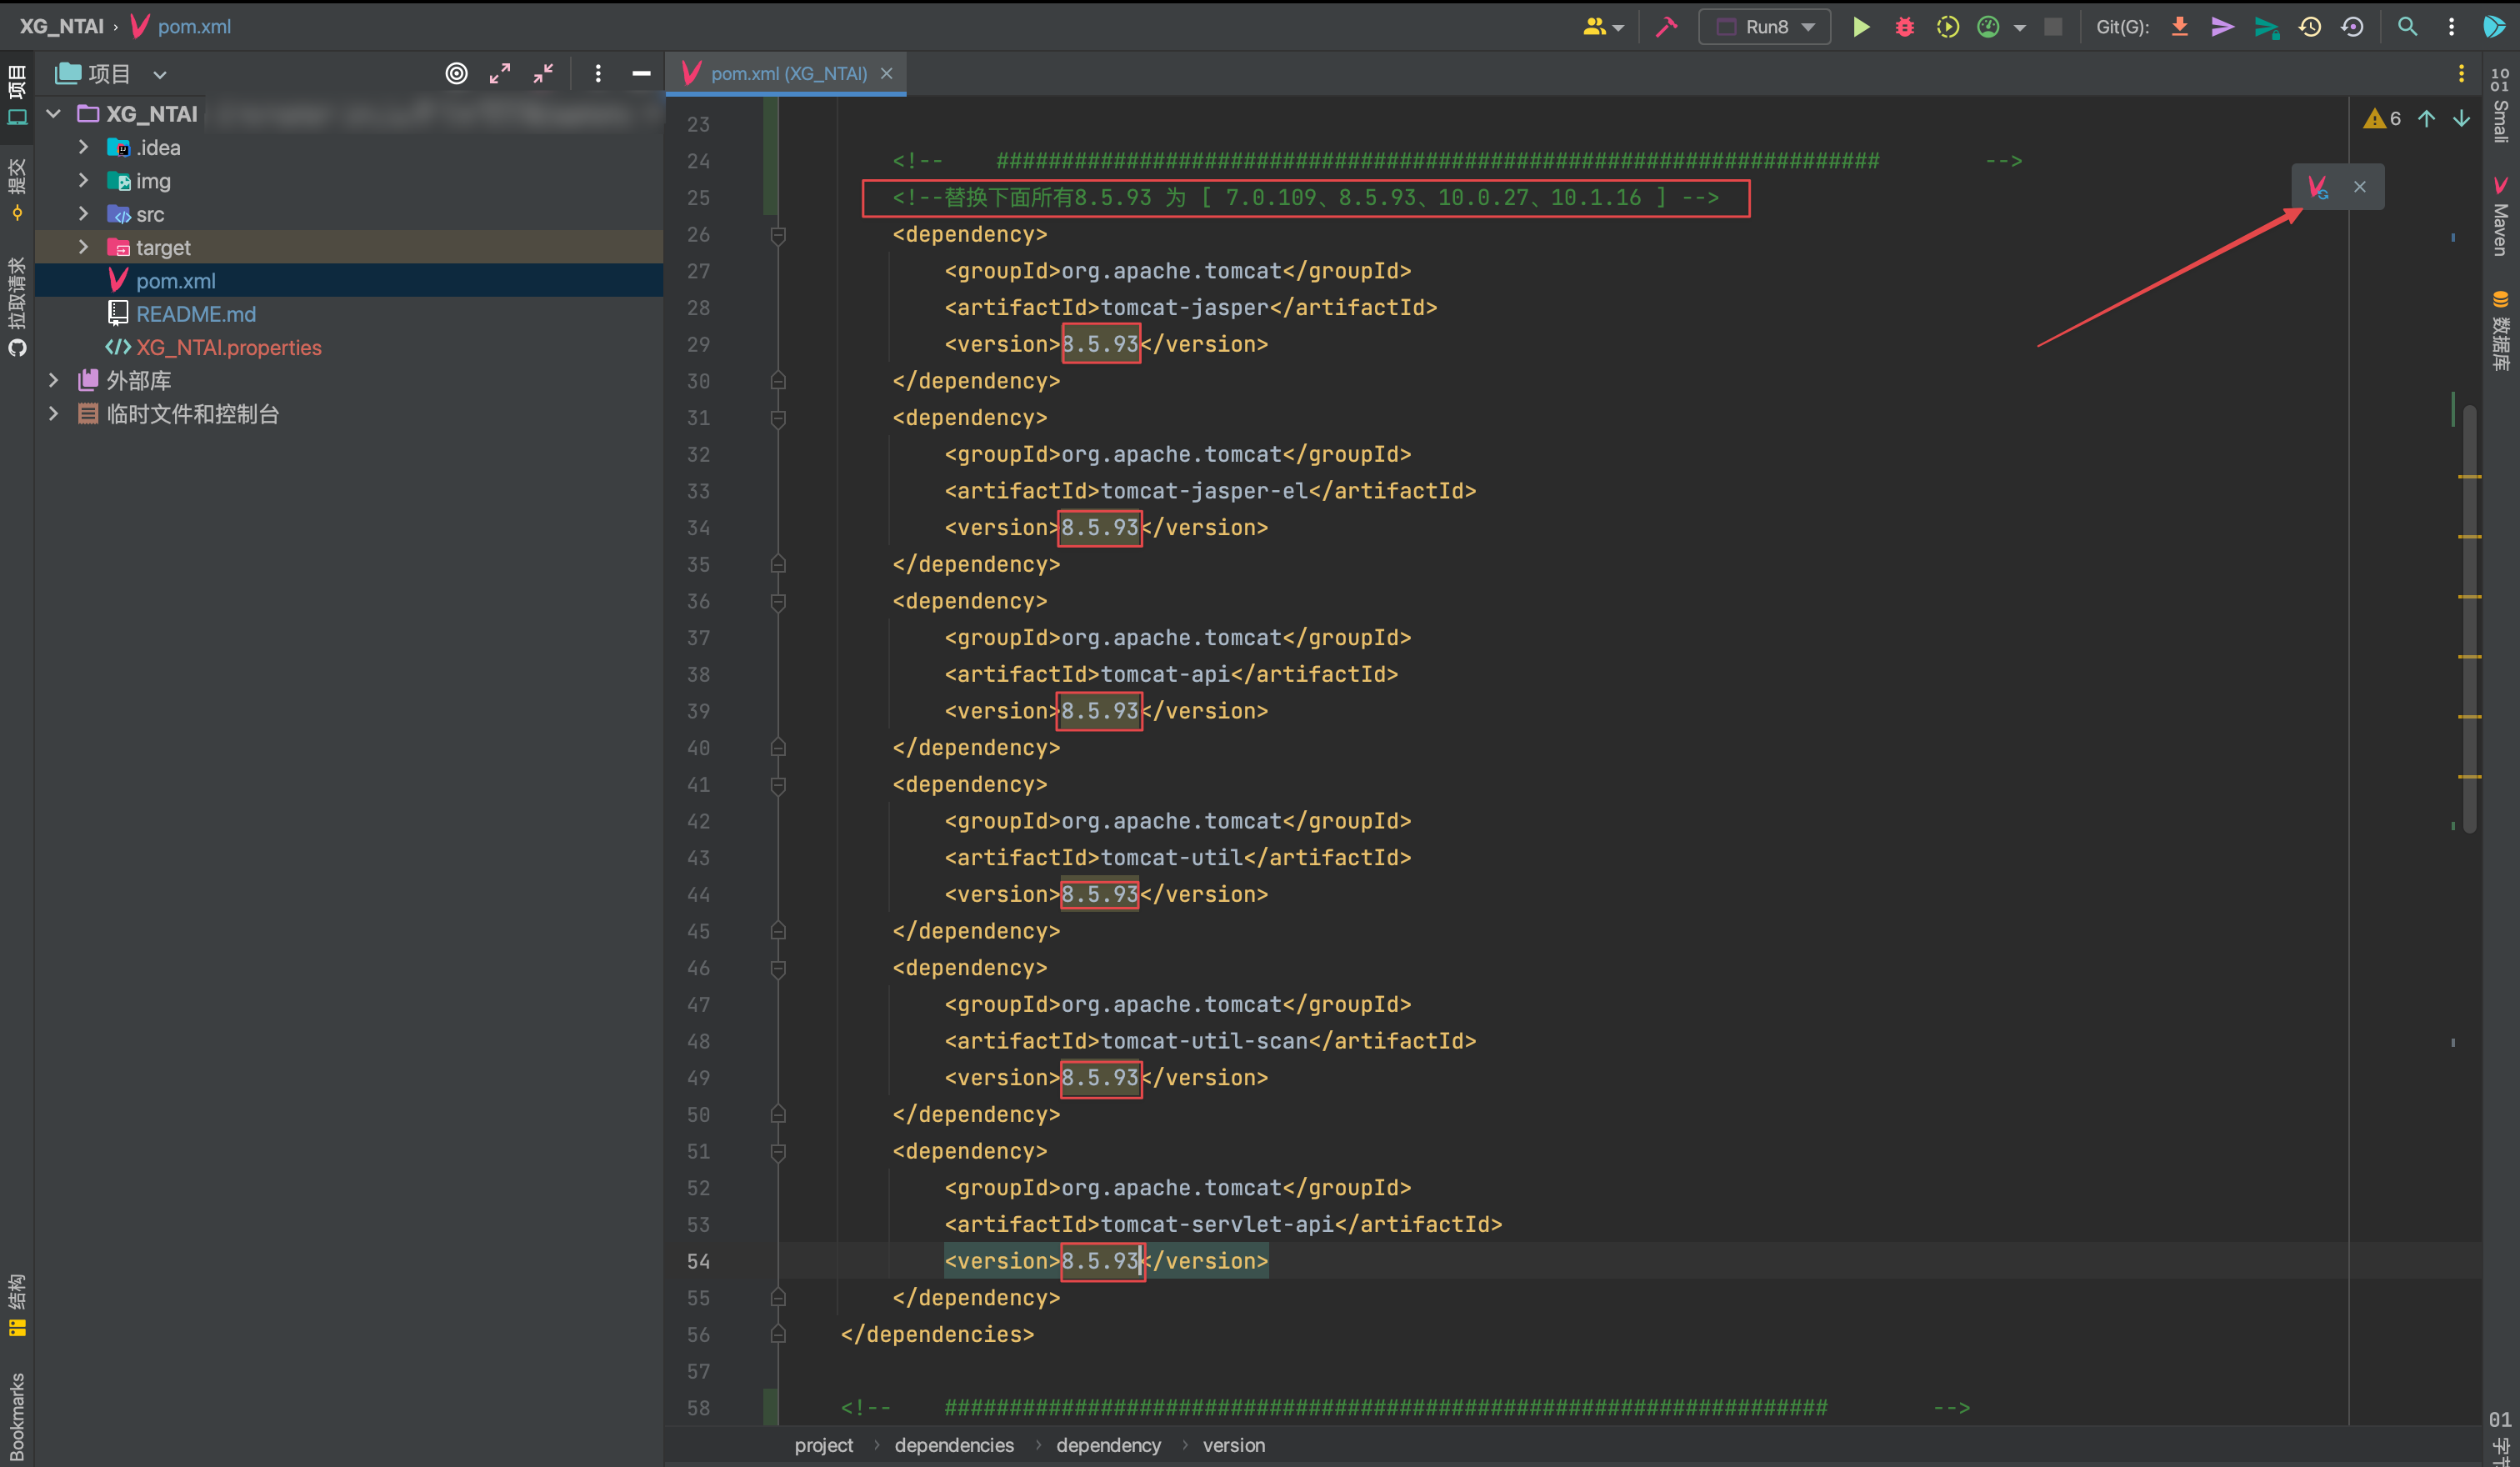 XG_NTAI › pom.xml
Run8
Git(G):
项目
pom.xml (XG_NTAI)
项目
提交
拉取请求
结构
Bookmarks
XG_NTAI
.idea
img
src
target
pom.xml
README.md
XG_NTAI.properties
外部库
临时文件和控制台
6
23
24 <!-- #################################################################### -->
25 <!--替换下面所有8.5.93 为 [ 7.0.109、8.5.93、10.0.27、10.1.16 ] -->
26 <dependency>
27 <groupId>org.apache.tomcat</groupId>
28 <artifactId>tomcat-jasper</artifactId>
29 <version>8.5.93</version>
30 </dependency>
31 <dependency>
32 <groupId>org.apache.tomcat</groupId>
33 <artifactId>tomcat-jasper-el</artifactId>
34 <version>8.5.93</version>
35 </dependency>
36 <dependency>
37 <groupId>org.apache.tomcat</groupId>
38 <artifactId>tomcat-api</artifactId>
39 <version>8.5.93</version>
40 </dependency>
41 <dependency>
42 <groupId>org.apache.tomcat</groupId>
43 <artifactId>tomcat-util</artifactId>
44 <version>8.5.93</version>
45 </dependency>
46 <dependency>
47 <groupId>org.apache.tomcat</groupId>
48 <artifactId>tomcat-util-scan</artifactId>
49 <version>8.5.93</version>
50 </dependency>
51 <dependency>
52 <groupId>org.apache.tomcat</groupId>
53 <artifactId>tomcat-servlet-api</artifactId>
54 <version>8.5.93</version>
55 </dependency>
56 </dependencies>
57
58 <!-- #################################################################### -->
project › dependencies › dependency › version
Smali
Maven
数据库